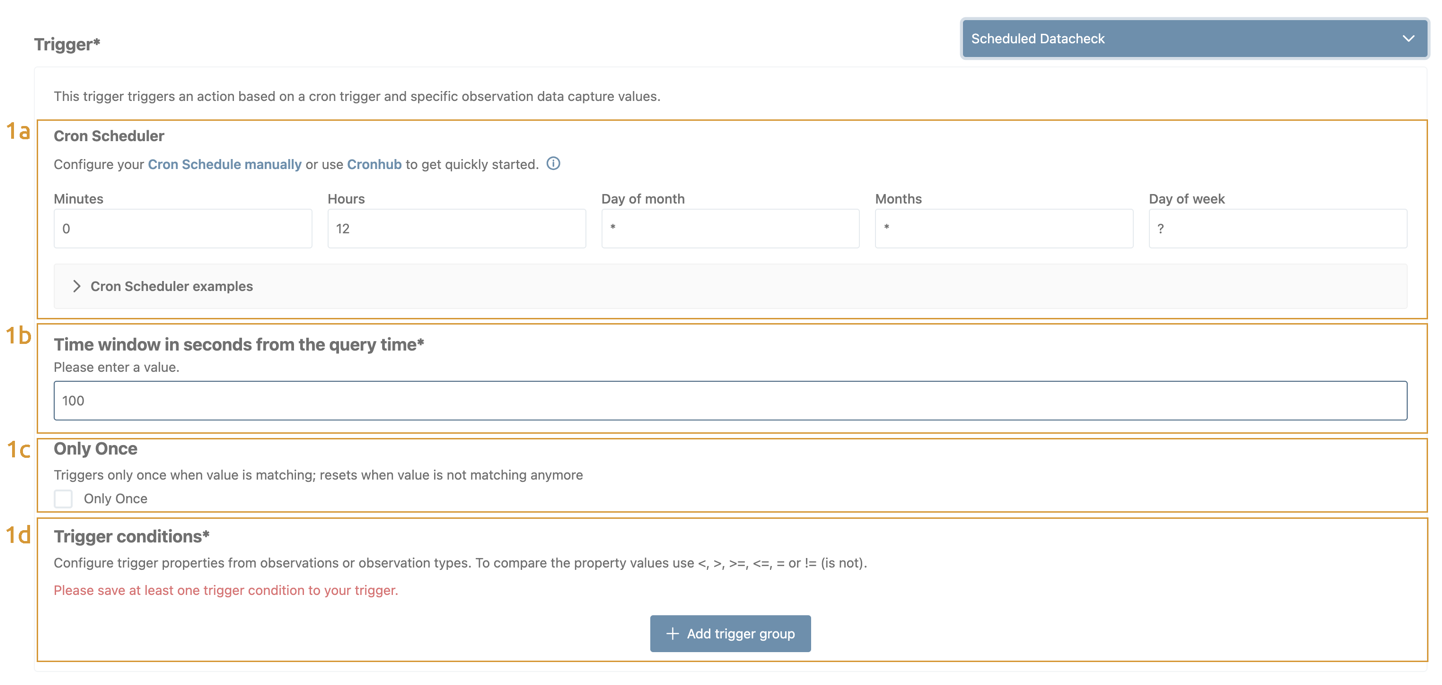 Trigger*
Scheduled Datacheck
This trigger triggers an action based on a cron trigger and specific observation data capture values.
1a
Cron Scheduler
Configure your Cron Schedule manually or use Cronhub to get quickly started.
Minutes Hours Day of month Months Day of week
0 12 * * ?
Cron Scheduler examples
1b
Time window in seconds from the query time*
Please enter a value.
100
1c
Only Once
Triggers only once when value is matching; resets when value is not matching anymore
Only Once
1d
Trigger conditions*
Configure trigger properties from observations or observation types. To compare the property values use <, >, >=, <=, = or != (is not).
Please save at least one trigger condition to your trigger.
+ Add trigger group